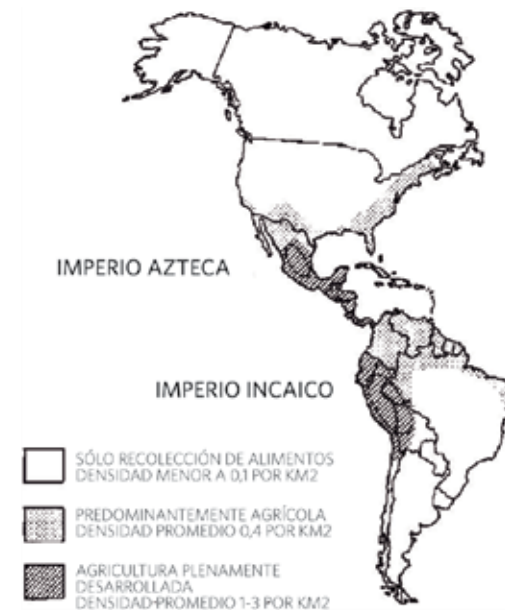 IMPERIO AZTECA
IMPERIO INCAICO
SÓLO RECOLECCIÓN DE ALIMENTOS
DENSIDAD MENOR A 0,1 POR KM2
PREDOMINANTEMENTE AGRÍCOLA
DENSIDAD PROMEDIO 0,4 POR KM2
AGRICULTURA PLENAMENTE
DESARROLLADA
DENSIDAD-PROMEDIO 1-3 POR KM2